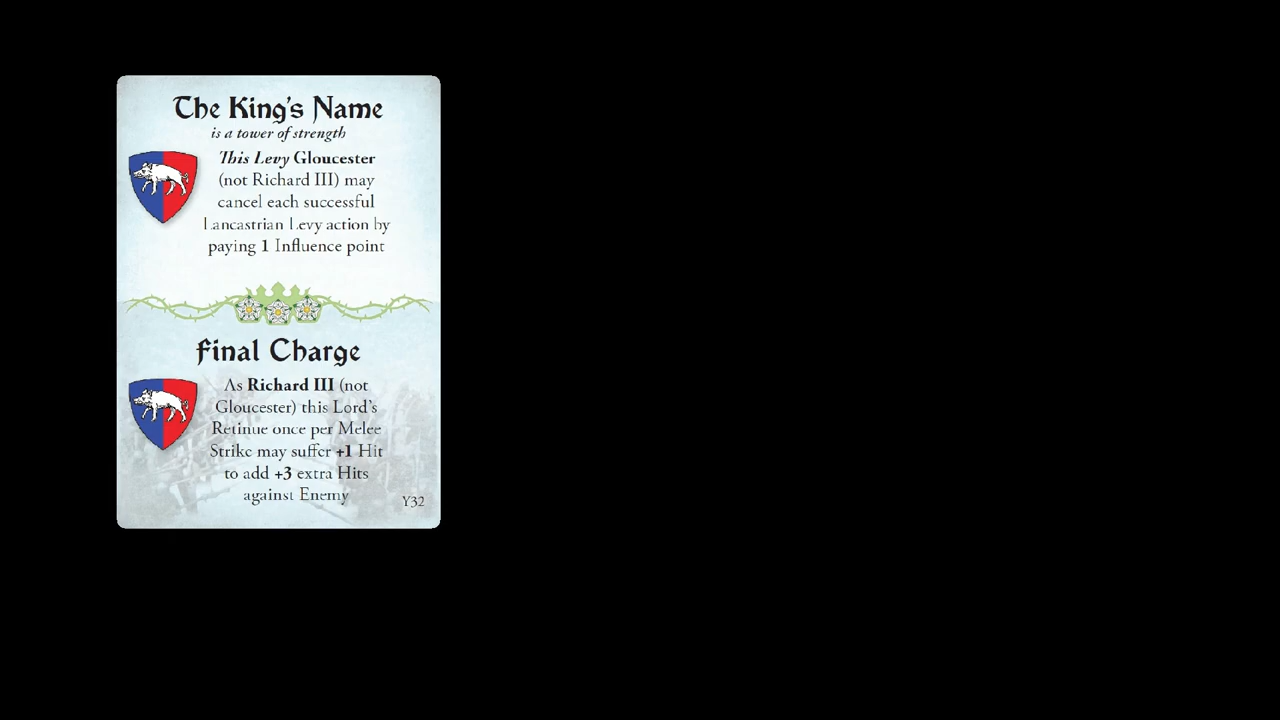 The King's Name
is a tower of strength
This Levy Gloucester
(not Richard III) may
cancel each successful
Lancastrian Levy action by
paying 1 Influence point
Final Charge
As Richard III (not
Gloucester) this Lord's
Retinue once per Melee
Strike may suffer +1 Hit
to add +3 extra Hits
against Enemy
Y32